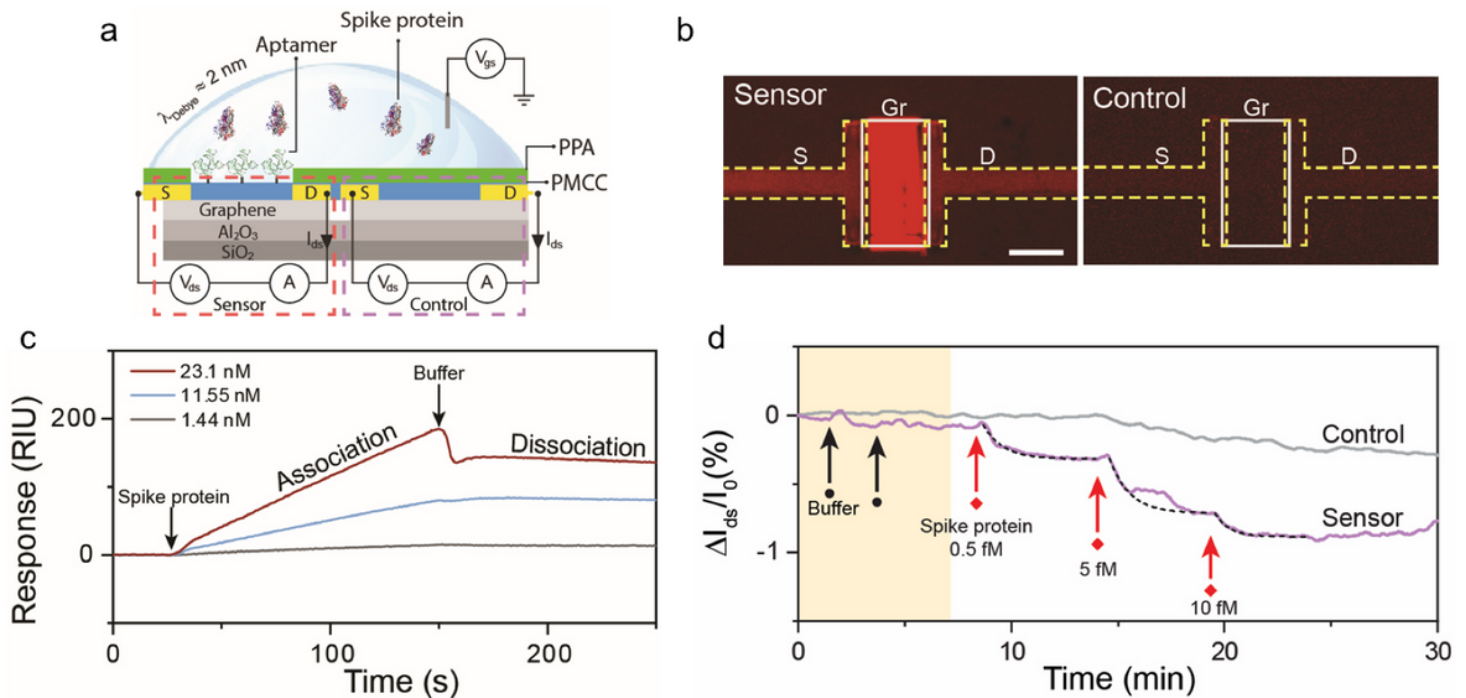 a
Spike protein
Aptamer
λDebye ≈ 2 nm
Vgs
PPA
PMCC
S
D
S
D
Graphene
Al₂O₃
SiO₂
Ids
Ids
Vds
A
Vds
A
Sensor
Control
b
Sensor
Gr
S
D
Control
Gr
S
D
c
23.1 nM
11.55 nM
1.44 nM
Buffer
Association
Dissociation
Spike protein
200
0
Response (RIU)
0
100
200
Time (s)
d
0
-1
ΔIds/I₀(%)
Control
Sensor
Buffer
Spike protein
0.5 fM
5 fM
10 fM
0
10
20
30
Time (min)